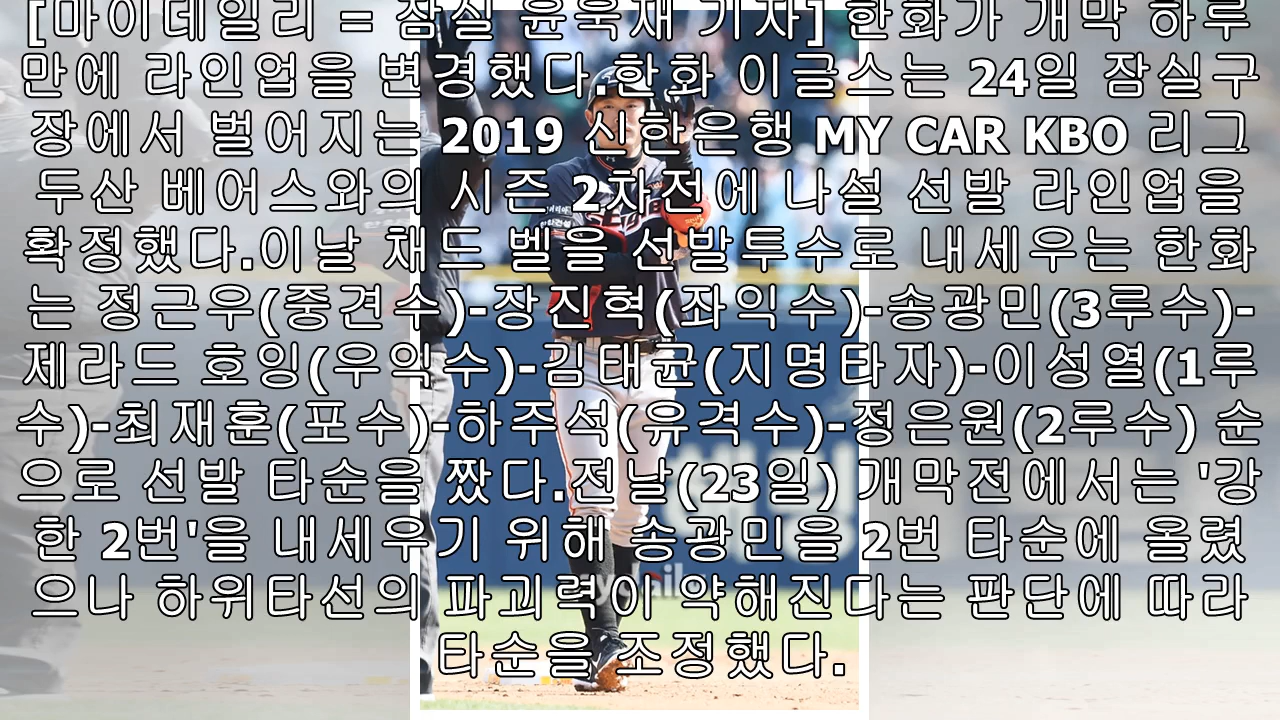 [마이데일리 = 잠실 윤욱재 기자] 한화가 개막 하루
만에 라인업을 변경했다.한화 이글스는 24일 잠실구
장에서 벌어지는 2019 신한은행 MY CAR KBO 리그
두산 베어스와의 시즌 2차전에 나설 선발 라인업을
확정했다.이날 채드 벨을 선발투수로 내세우는 한화
는 정근우(중견수)-장진혁(좌익수)-송광민(3루수)-
제라드 호잉(우익수)-김태균(지명타자)-이성열(1루
수)-최재훈(포수)-하주석(유격수)-정은원(2루수) 순
으로 선발 타순을 짰다.전날(23일) 개막전에서는 '강
한 2번'을 내세우기 위해 송광민을 2번 타순에 올렸
으나 하위타선의 파괴력이 약해진다는 판단에 따라
타순을 조정했다.